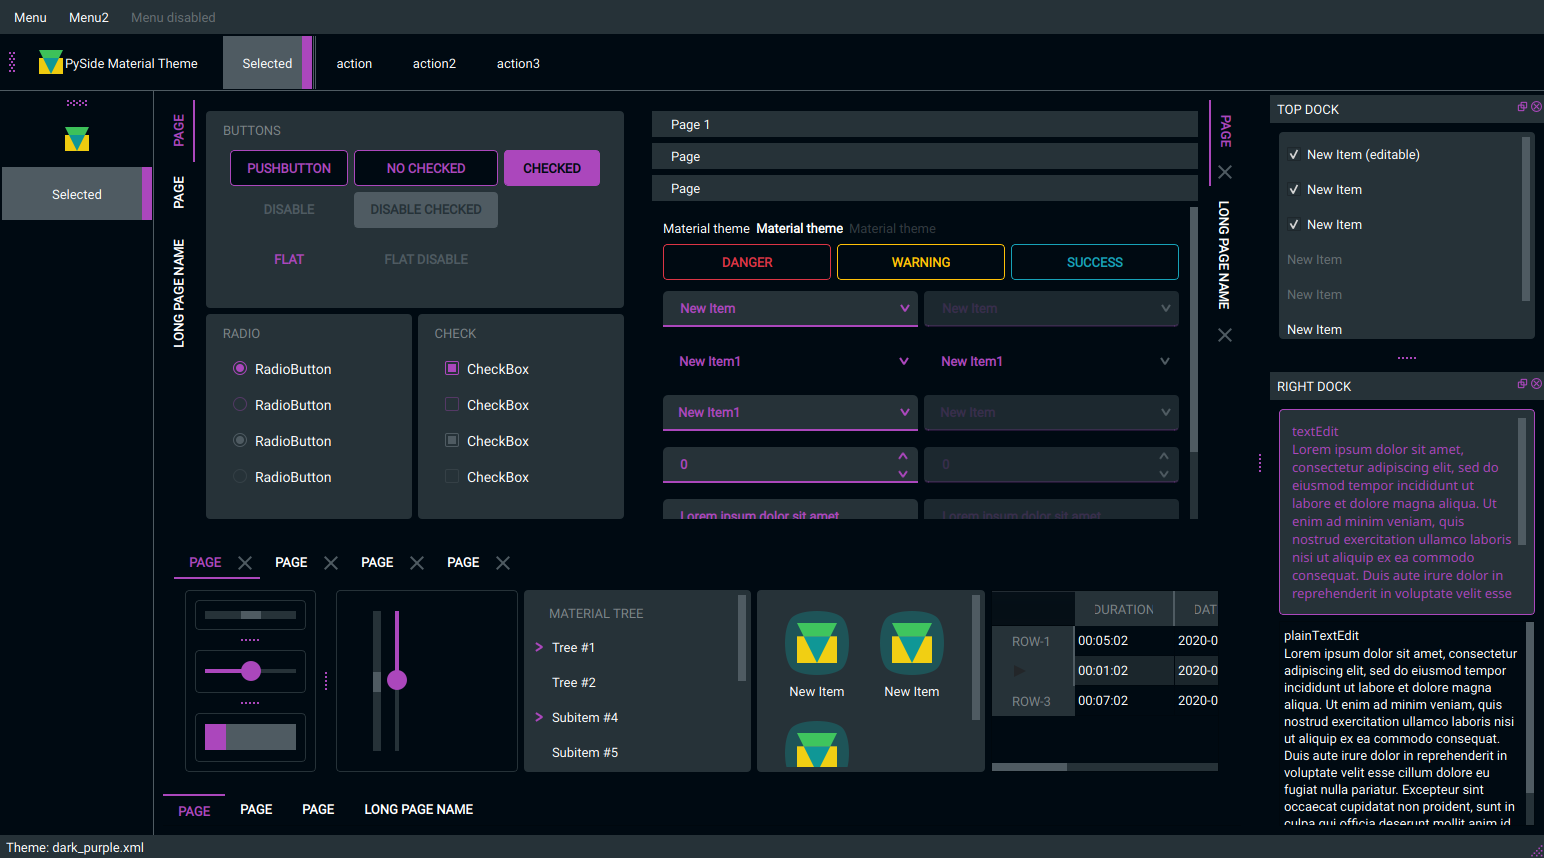 Menu Menu2 Menu disabled
PySide Material Theme Selected action action2 action3
Selected
PAGE
PAGE
LONG PAGE NAME
BUTTONS
PUSHBUTTON NO CHECKED CHECKED
DISABLE DISABLE CHECKED
FLAT FLAT DISABLE
RADIO
RadioButton
RadioButton
RadioButton
RadioButton
CHECK
CheckBox
CheckBox
CheckBox
CheckBox
Page 1
Page
Page
Material theme Material theme Material theme
DANGER WARNING SUCCESS
New Item New Item
New Item1 New Item1
New Item1 New Item
0 0
Lorem ipsum dolor sit amet Lorem ipsum dolor sit amet
PAGE
LONG PAGE NAME
TOP DOCK
New Item (editable)
New Item
New Item
New Item
New Item
New Item
RIGHT DOCK
textEdit
Lorem ipsum dolor sit amet,
consectetur adipiscing elit, sed do
eiusmod tempor incididunt ut
labore et dolore magna aliqua. Ut
enim ad minim veniam, quis
nostrud exercitation ullamco laboris
nisi ut aliquip ex ea commodo
consequat. Duis aute irure dolor in
reprehenderit in voluptate velit esse
plainTextEdit
Lorem ipsum dolor sit amet, consectetur
adipiscing elit, sed do eiusmod tempor
incididunt ut labore et dolore magna
aliqua. Ut enim ad minim veniam, quis
nostrud exercitation ullamco laboris nisi
ut aliquip ex ea commodo consequat.
Duis aute irure dolor in reprehenderit in
voluptate velit esse cillum dolore eu
fugiat nulla pariatur. Excepteur sint
occaecat cupidatat non proident, sunt in
culpa qui officia deserunt mollit anim id
PAGE PAGE PAGE PAGE
MATERIAL TREE
Tree #1
Tree #2
Subitem #4
Subitem #5
New Item New Item
DURATION DAT
ROW-1 00:05:02 2020-0
00:01:02 2020-0
ROW-3 00:07:02 2020-0
PAGE PAGE PAGE LONG PAGE NAME
Theme: dark_purple.xml